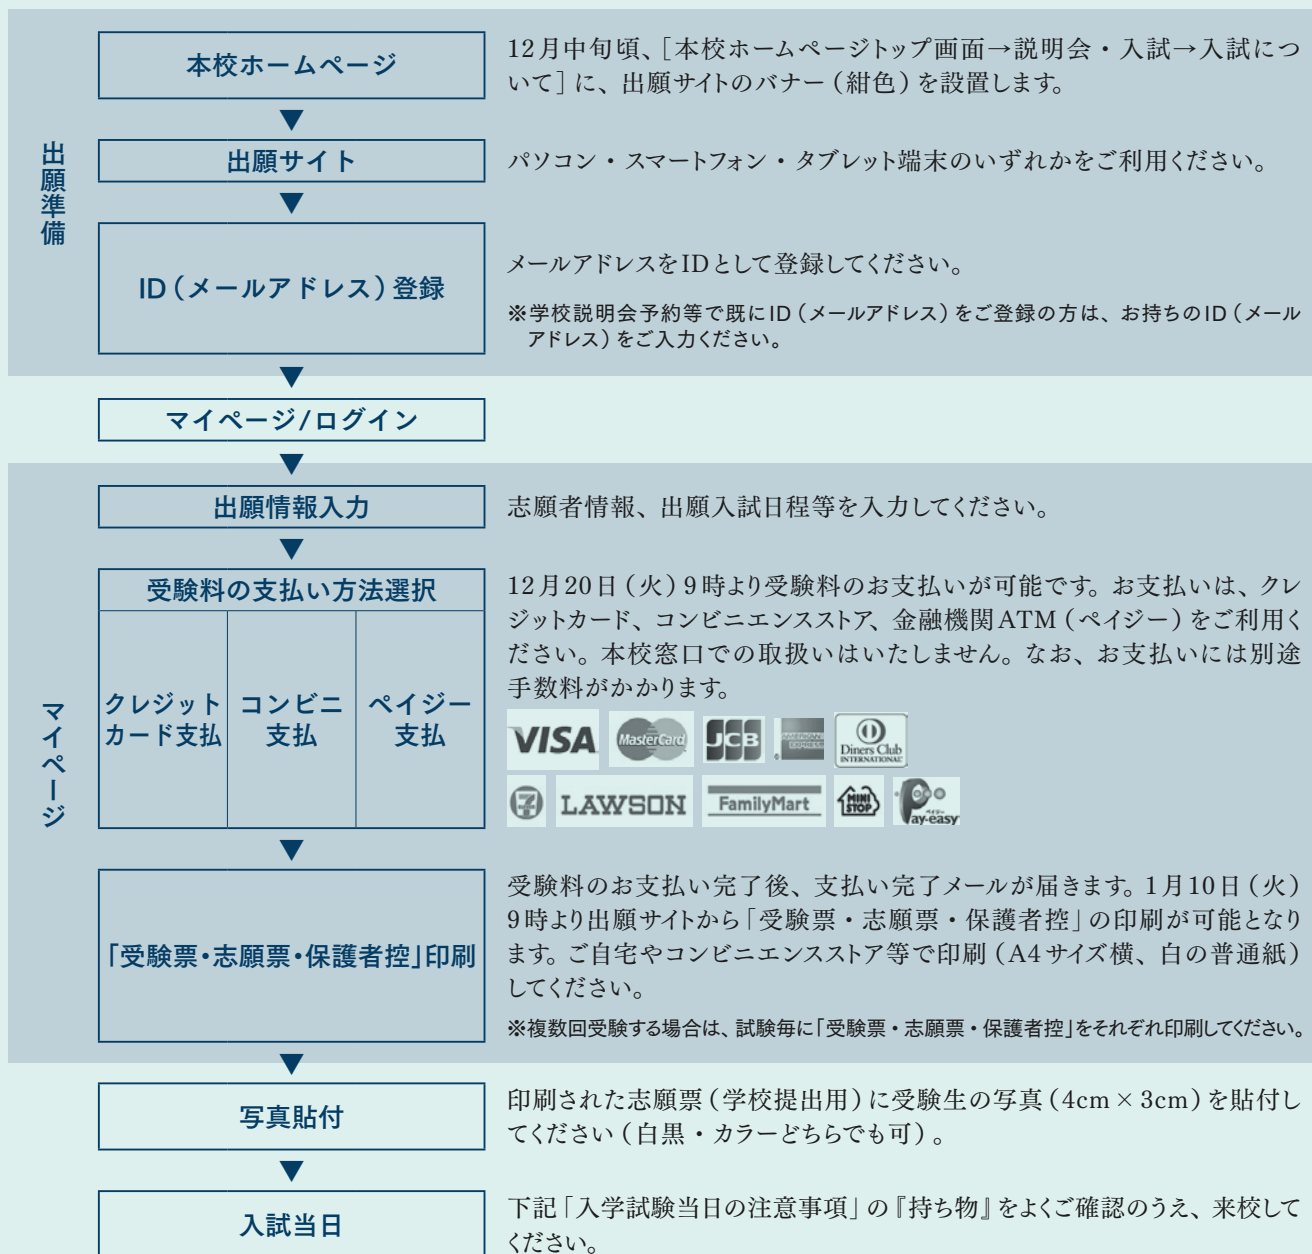 出願準備
本校ホームページ
12月中旬頃、［本校ホームページトップ画面→説明会・入試→入試につ
いて］に、出願サイトのバナー（紺色）を設置します。
▼
出願サイト
パソコン・スマートフォン・タブレット端末のいずれかをご利用ください。
▼
ID（メールアドレス）登録
メールアドレスをIDとして登録してください。
※学校説明会予約等で既にID（メールアドレス）をご登録の方は、お持ちのID（メール
アドレス）をご入力ください。
▼
マイページ/ログイン
▼
マイページ
出願情報入力
志願者情報、出願入試日程等を入力してください。
▼
受験料の支払い方法選択
クレジット
カード支払
コンビニ
支払
ペイジー
支払
12月20日（火）9時より受験料のお支払いが可能です。お支払いは、クレ
ジットカード、コンビニエンスストア、金融機関ATM（ペイジー）をご利用く
ださい。本校窓口での取扱いはいたしません。なお、お支払いには別途
手数料がかかります。
VISA MasterCard JCB AMERICAN EXPRESS Diners Club INTERNATIONAL
7 LAWSON FamilyMart MINI STOP ペイジー Pay-easy
▼
「受験票・志願票・保護者控」印刷
受験料のお支払い完了後、支払い完了メールが届きます。1月10日（火）
9時より出願サイトから「受験票・志願票・保護者控」の印刷が可能となり
ます。ご自宅やコンビニエンスストア等で印刷（A4サイズ横、白の普通紙）
してください。
※複数回受験する場合は、試験毎に「受験票・志願票・保護者控」をそれぞれ印刷してください。
▼
写真貼付
印刷された志願票（学校提出用）に受験生の写真（4cm×3cm）を貼付し
てください（白黒・カラーどちらでも可）。
▼
入試当日
下記「入学試験当日の注意事項」の『持ち物』をよくご確認のうえ、来校して
ください。